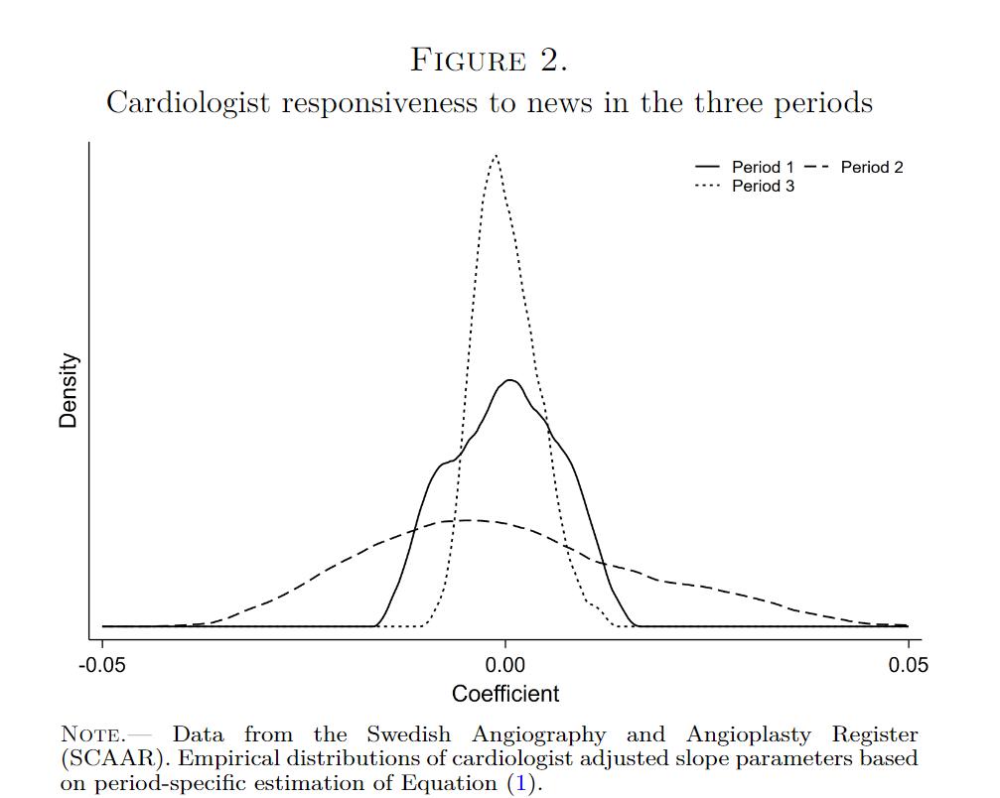 FIGURE 2.
Cardiologist responsiveness to news in the three periods
Period 1 Period 2
Period 3
Density
-0.05 0.00 0.05
Coefficient
NOTE.— Data from the Swedish Angiography and Angioplasty Register
(SCAAR). Empirical distributions of cardiologist adjusted slope parameters based
on period-specific estimation of Equation (1).